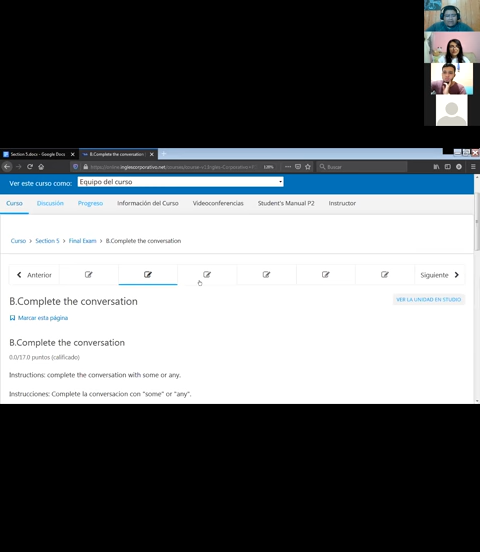 Section 5.docx - Google Docs
B.Complete the conversation
inglescorporativo.net
Buscar
Ver este curso como:
Equipo del curso
Curso
Discusión
Progreso
Información del Curso
Videoconferencias
Student's Manual P2
Instructor
Curso > Section 5 > Final Exam > B.Complete the conversation
Anterior
Siguiente
B.Complete the conversation
VER LA UNIDAD EN STUDIO
Marcar esta página
B.Complete the conversation
0.0/17.0 puntos (calificado)
Instructions: complete the conversation with some or any.
Instrucciones: Complete la conversacion con "some" or "any".